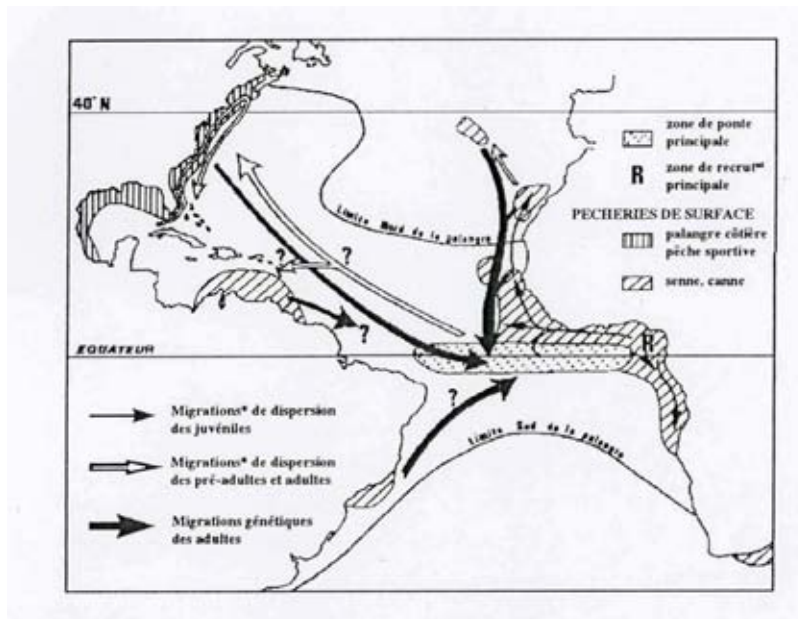 40°N
zone de ponte
principale
R
zone de recrut^ent
principale
PECHERIES DE SURFACE
palangre côtière
pêche sportive
senne, canne
Limite Nord de la palangre
?
?
?
EQUATEUR
R
?
Limite Sud de la palangre
Migrations* de dispersion
des juvéniles
Migrations* de dispersion
des pré-adultes et adultes
Migrations génétiques
des adultes